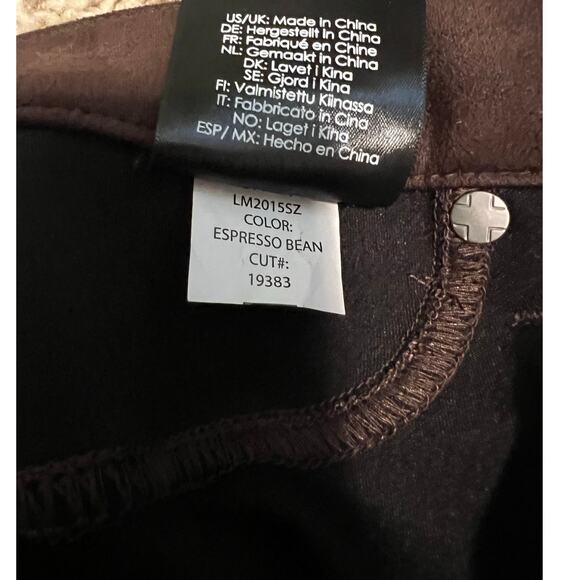 US/UK: Made in China
DE: Hergestellt in China
FR: Fabriqué en Chine
NL: Gemaakt in China
DK: Lavet i Kina
SE: Gjord i Kina
FI: Valmistettu Kiinassa
IT: Fabbricato in Cina
NO: Laget i Kina
ESP/ MX: Hecho en China
LM2015SZ
COLOR:
ESPRESSO BEAN
CUT#:
19383